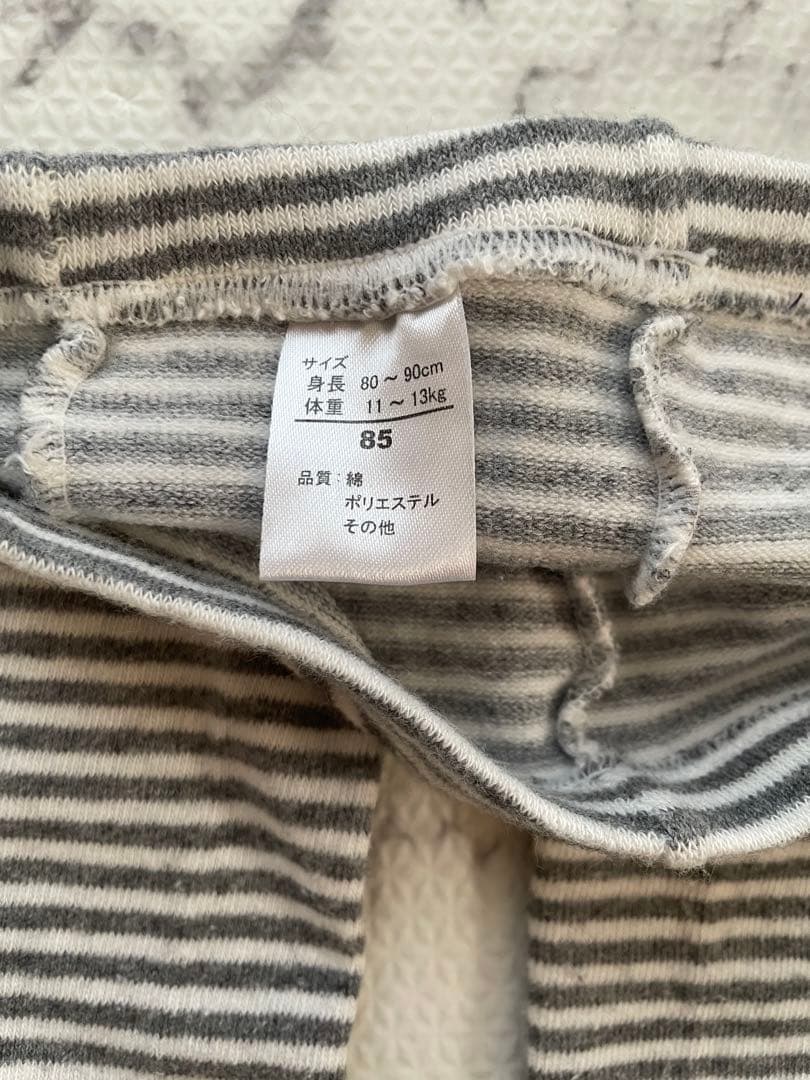 サイズ
身長 80～90cm
体重 11～13kg
85
品質：綿
ポリエステル
その他